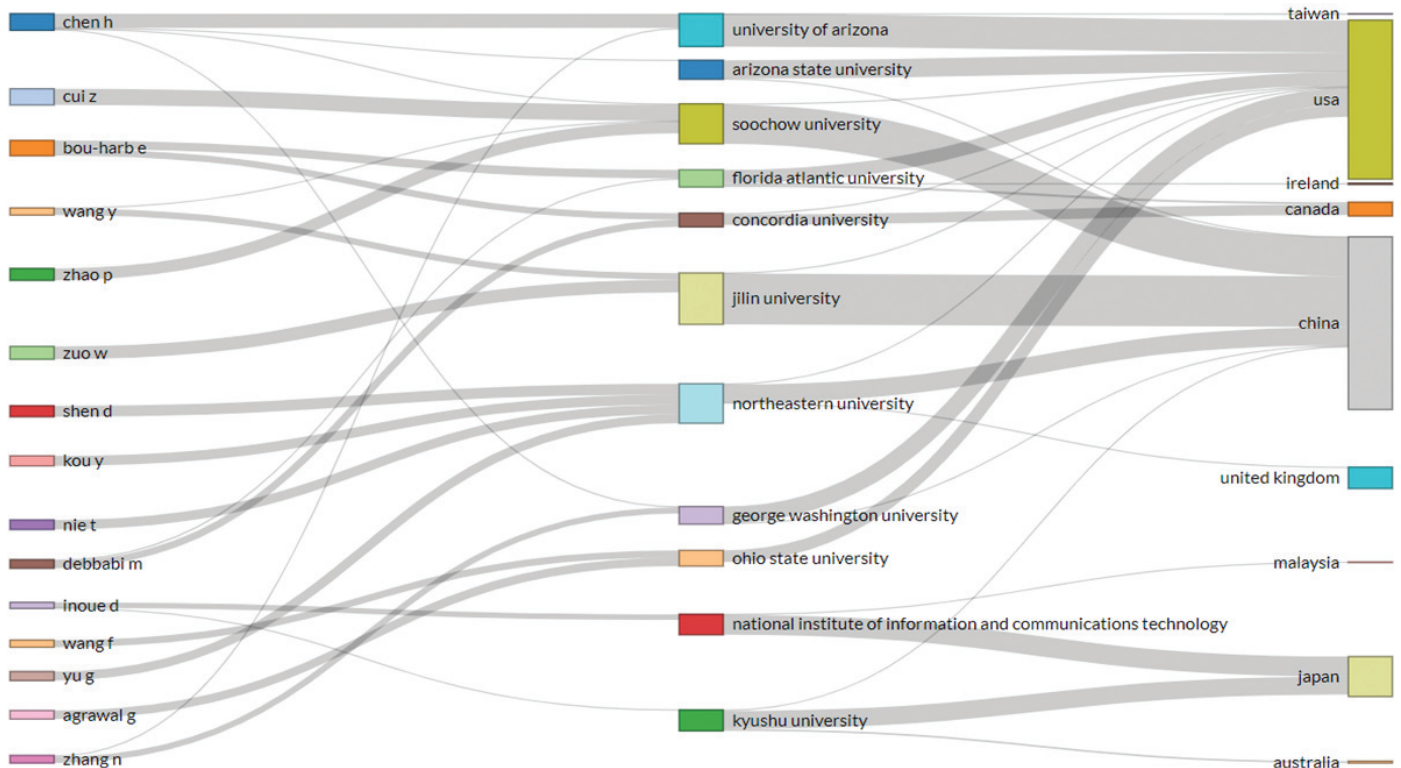 chen h
cui z
bou-harb e
wang y
zhao p
zuo w
shen d
kou y
nie t
debbabi m
inoue d
wang f
yu g
agrawal g
zhang n
university of arizona
arizona state university
soochow university
florida atlantic university
concordia university
jilin university
northeastern university
george washington university
ohio state university
national institute of information and communications technology
kyushu university
taiwan
usa
ireland
canada
china
united kingdom
malaysia
japan
australia